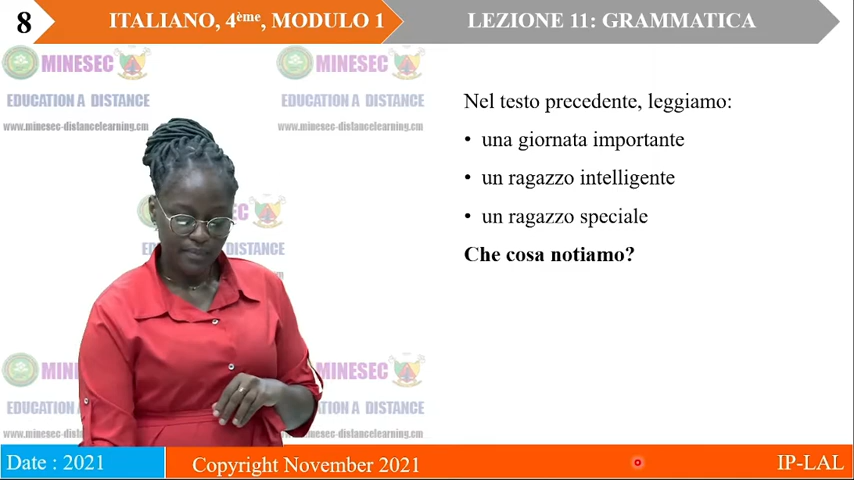 8
ITALIANO, 4ème, MODULO 1
LEZIONE 11: GRAMMATICA
MINESEC
MINESEC
EDUCATION A DISTANCE
EDUCATION A DISTANCE
www.minesec-distancelearning.cm
www.minesec-distancelearning.cm
Nel testo precedente, leggiamo:
• una giornata importante
• un ragazzo intelligente
• un ragazzo speciale
Che cosa notiamo?
MINESEC
EDUCATION A DISTANCE
Date : 2021
Copyright November 2021
IP-LAL